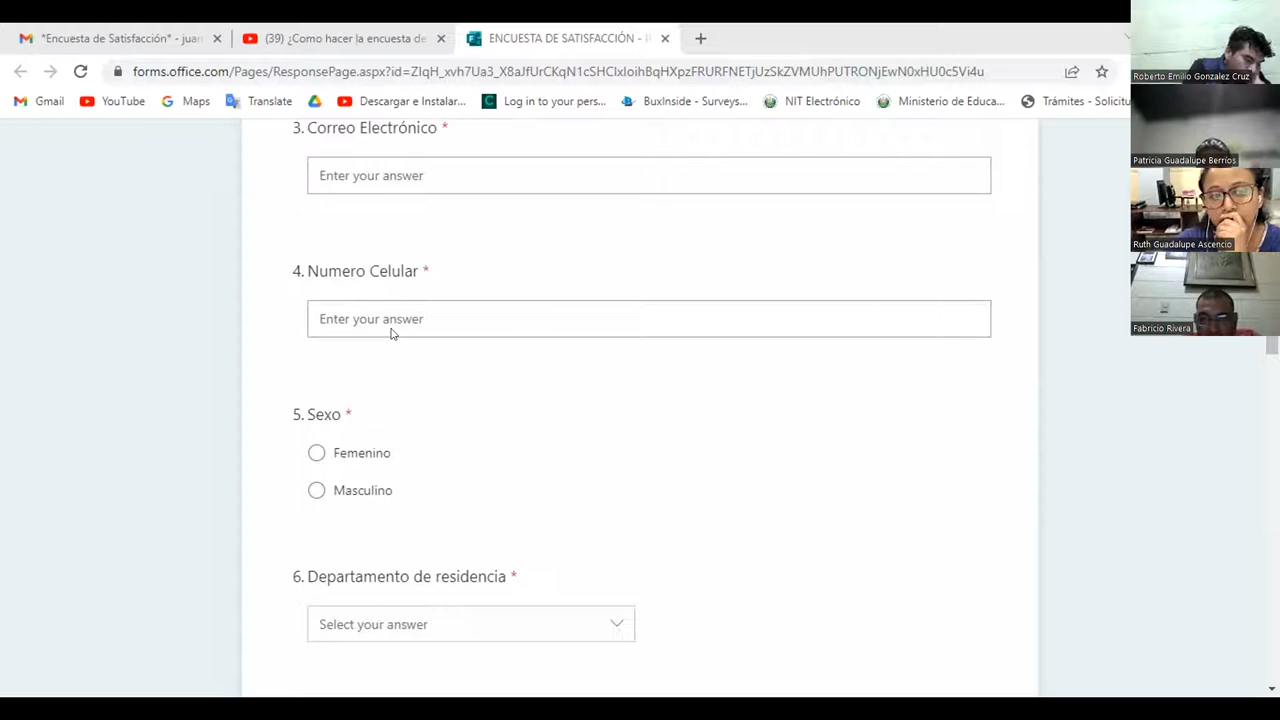 *Encuesta de Satisfacción* - juan
(39) ¿Como hacer la encuesta de
ENCUESTA DE SATISFACCIÓN -
forms.office.com/Pages/ResponsePage.aspx?id=ZIqH_xvh7Ua3_X8aJfUrCKqN1cSHClxIoihBqHXpzFRURFNETjUzSkZVMUhPUTRONjEwN0xHU0c5Vi4u
Gmail
YouTube
Maps
Translate
Descargar e Instalar...
Log in to your pers...
BuxInside - Surveys...
NIT Electrónico
Ministerio de Educa...
Trámites - Solicitu
3. Correo Electrónico *
Enter your answer
4. Numero Celular *
Enter your answer
5. Sexo *
Femenino
Masculino
6. Departamento de residencia *
Select your answer
Roberto Emilio Gonzalez Cruz
Patricia Guadalupe Berríos
Ruth Guadalupe Ascencio
Fabricio Rivera